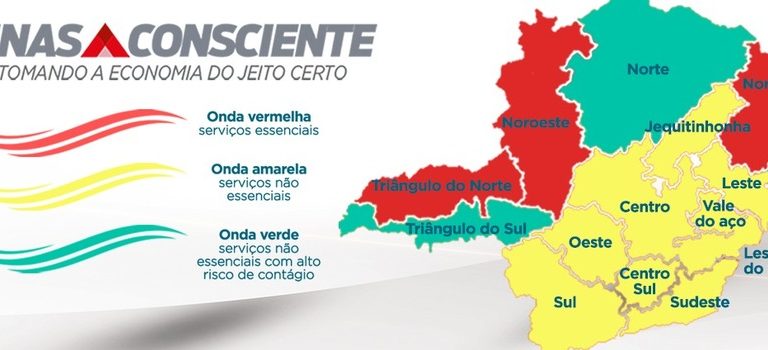 NAS CONSCIENTE
TOMANDO A ECONOMIA DO JEITO CERTO
Onda vermelha
serviços essenciais
Onda amarela
serviços não
essenciais
Onda verde
serviços não
essenciais com alto
risco de contágio
Norte
Nor
Noroeste
Jequitinhonha
Triângulo do Norte
Leste
Centro
Vale
do aço
Triângulo do Sul
Oeste
Les
do
Centro
Sul
Sul
Sudeste